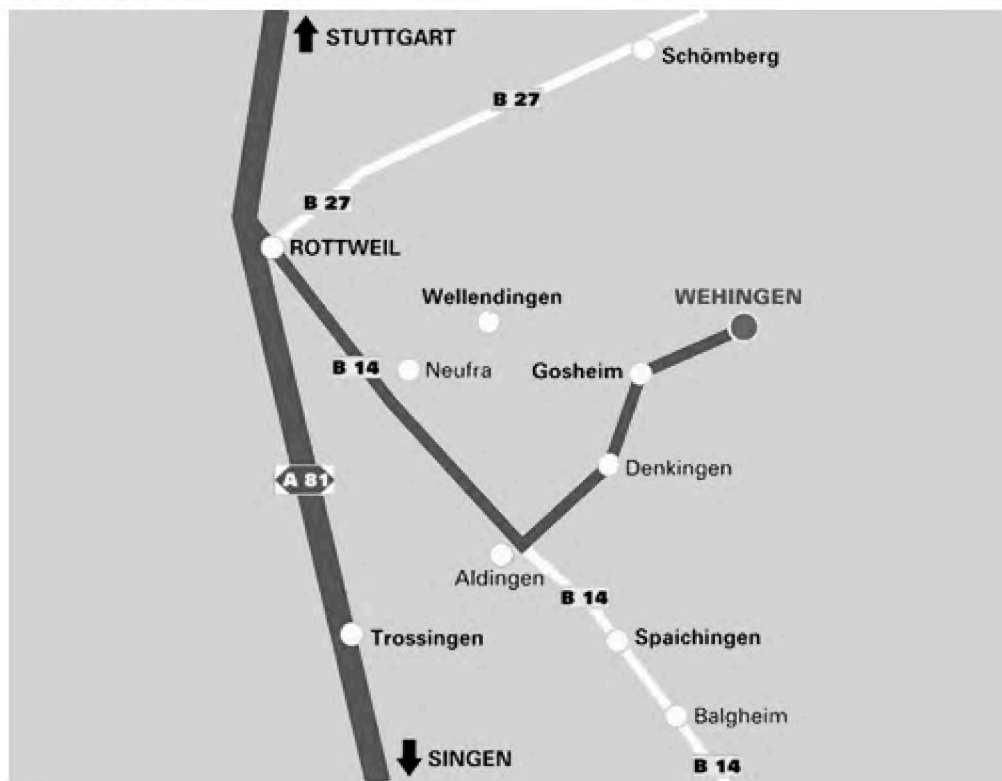 STUTTGART
Schömberg
B 27
B 27
ROTTWEIL
Wellendingen
WEHINGEN
B 14
Neufra
Gosheim
Denkingen
A 81
Aldingen
B 14
Trossingen
Spaichingen
Balgheim
SINGEN
B 14